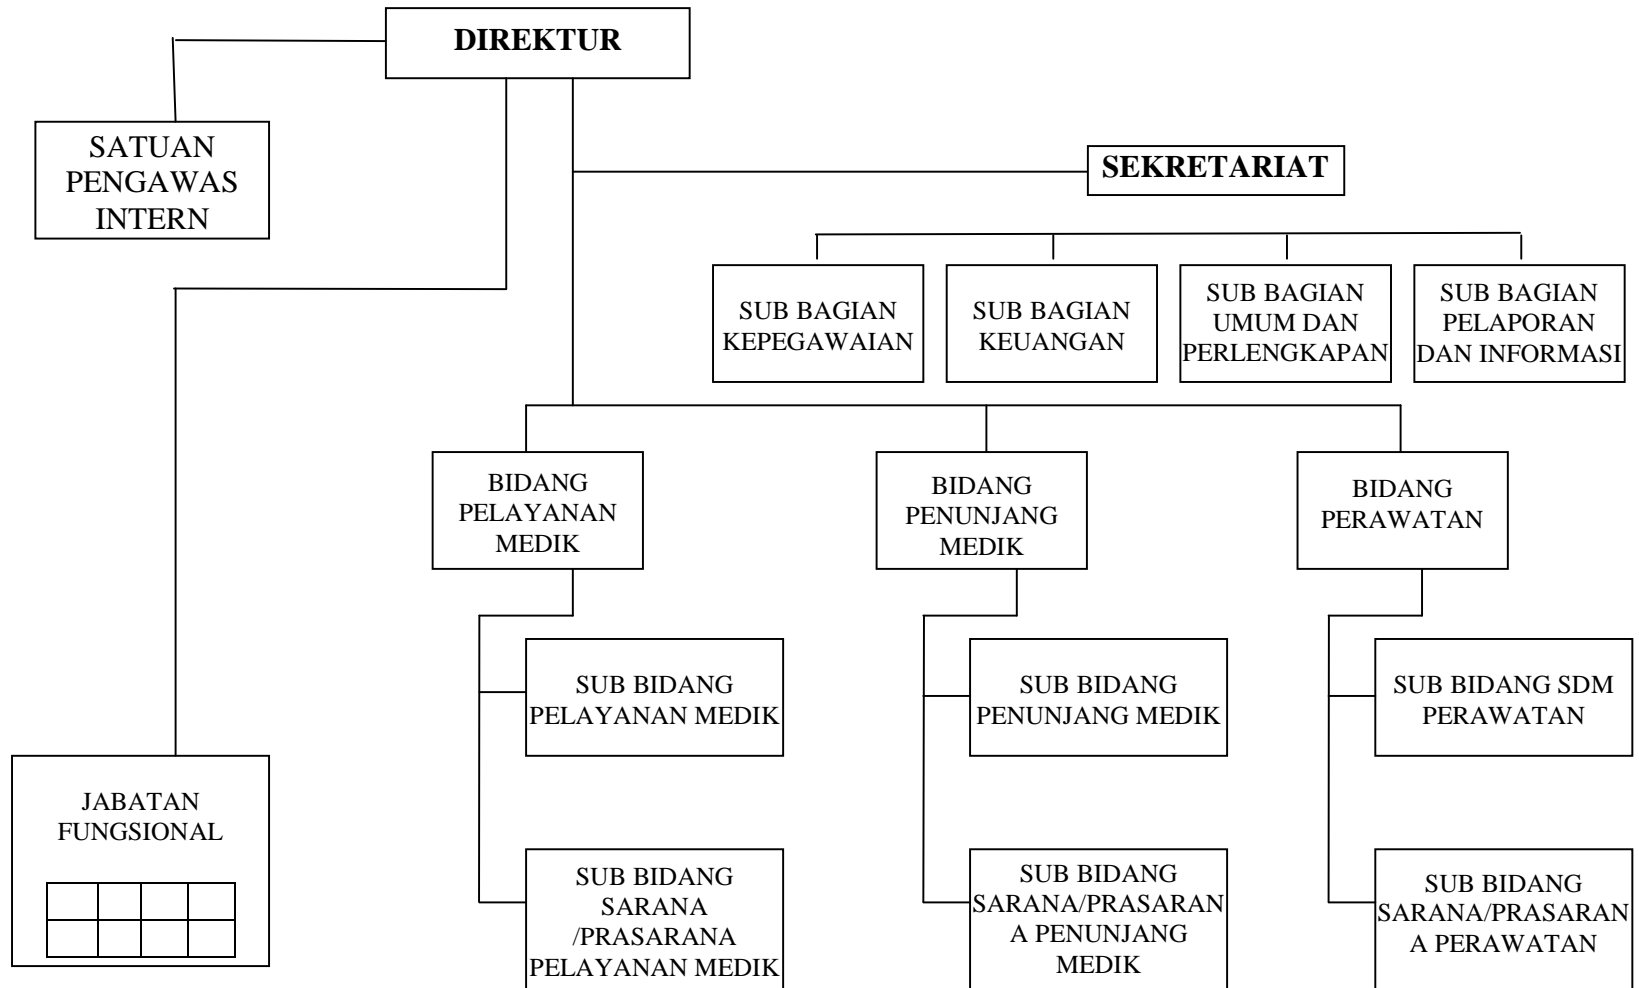 DIREKTUR
SATUAN
PENGAWAS
INTERN
SEKRETARIAT
SUB BAGIAN
KEPEGAWAIAN
SUB BAGIAN
KEUANGAN
SUB BAGIAN
UMUM DAN
PERLENGKAPAN
SUB BAGIAN
PELAPORAN
DAN INFORMASI
BIDANG
PELAYANAN
MEDIK
BIDANG
PENUNJANG
MEDIK
BIDANG
PERAWATAN
SUB BIDANG
PELAYANAN MEDIK
SUB BIDANG
PENUNJANG MEDIK
SUB BIDANG SDM
PERAWATAN
JABATAN
FUNGSIONAL
SUB BIDANG
SARANA
/PRASARANA
PELAYANAN MEDIK
SUB BIDANG
SARANA/PRASARAN
A PENUNJANG
MEDIK
SUB BIDANG
SARANA/PRASARAN
A PERAWATAN